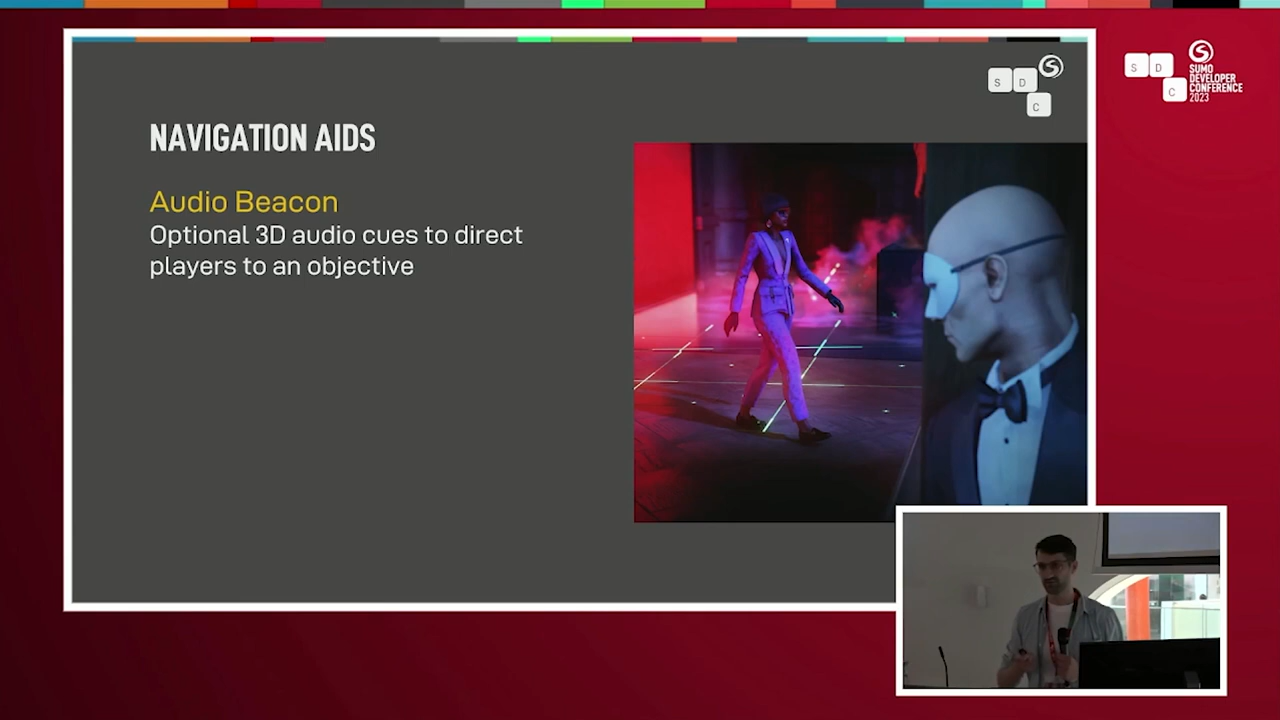 S D
C
NAVIGATION AIDS
Audio Beacon
Optional 3D audio cues to direct
players to an objective
S D
C
SUMO
DEVELOPER
CONFERENCE
2023